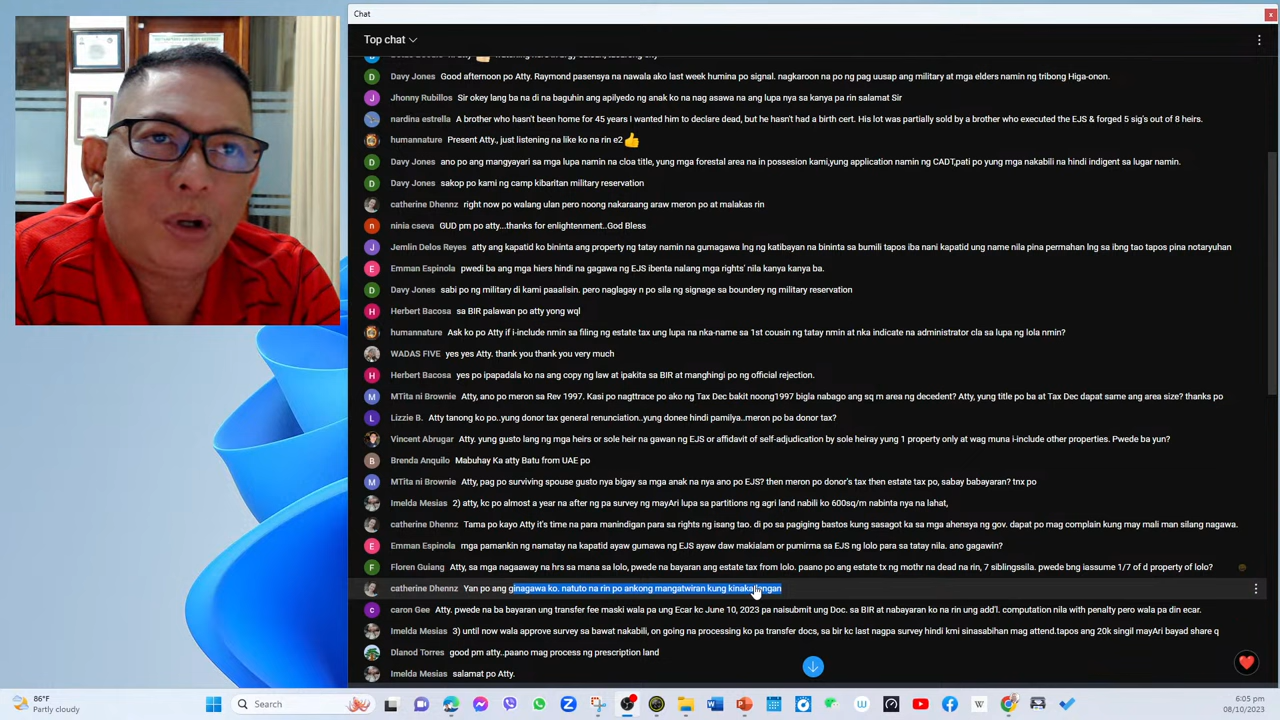 Chat
Top chat
Davy Jones Good afternoon po Atty. Raymond pasensya na nawala ako last week humina po signal. nagkaroon na po ng pag uusap ang military at mga elders namin ng tribong Higa-onon.
Jhonny Rubillos Sir okey lang ba na di na baguhin ang apilyedo ng anak ko na nag asawa na ang lupa nya sa kanya pa rin salamat Sir
nardina estrella A brother who hasn't been home for 45 years I wanted him to declare dead, but he hasn't had a birth cert. His lot was partially sold by a brother who executed the EJS & forged 5 sig's out of 8 heirs.
humannature Present Atty., just listening na like ko na rin e2👍
Davy Jones ano po ang mangyayari sa mga lupa namin na cloa title, yung mga forestal area na in possesion kami,yung application namin ng CADT,pati po yung mga nakabili na hindi indigent sa lugar namin.
Davy Jones sakop po kami ng camp kibaritan military reservation
catherine Dhennz right now po walang ulan pero noong nakaraang araw meron po at malakas rin
ninia cseva GUD pm po atty...thanks for enlightenment..God Bless
Jemlin Delos Reyes atty ang kapatid ko bininta ang property ng tatay namin na gumagawa lng ng katibayan na bininta sa bumili tapos iba nani kapatid ung name nila pina permahan lng sa ibng tao tapos pina notaryuhan
Emman Espinola pwedi ba ang mga hiers hindi na gagawa ng EJS ibenta nalang mga rights' nila kanya kanya ba.
Davy Jones sabi po ng military di kami paaalisin. pero naglagay n po sila ng signage sa boundery ng military reservation
Herbert Bacosa sa BIR palawan po atty yong wql
humannature Ask ko po Atty if i-include nmin sa filing ng estate tax ung lupa na nka-name sa 1st cousin ng tatay nmin at nka indicate na administrator cla sa lupa ng lola nmin?
WADAS FIVE yes yes Atty. thank you thank you very much
Herbert Bacosa yes po ipapadala ko na ang copy ng law at ipakita sa BIR at manghingi po ng official rejection.
MTita ni Brownie Atty, ano po meron sa Rev 1997. Kasi po nagtrace po ako ng Tax Dec bakit noong1997 bigla nabago ang sq m area ng decedent? Atty, yung title po ba at Tax Dec same ang area size? thanks po
Lizzie B. Atty tanong ko po..yung donor tax general renunciation..yung donee hindi pamilya..meron po ba donor tax?
Vincent Abrugar Atty. yung gusto lang ng mga heirs or sole heir na gawan ng EJS or affidavit of self-adjudication by sole heiray yung 1 property only at wag muna i-include other properties. Pwede ba yun?
Brenda Anquilo Mabuhay Ka atty Batu from UAE po
MTita ni Brownie Atty, pag po surviving spouse gusto nya bigay sa mga anak na nya ano po EJS? then meron po donor's tax then estate tax po, sabay babayaran? tnx po
Imelda Mesias 2) atty, kc po almost a year na after ng pa survey ng mayAri lupa sa partitions ng agri land nabili ko 600sq/m nabinta nya na lahat,
catherine Dhennz Tama po kayo Atty it's time na para manindigan para sa rights ng isang tao. di po sa pagiging bastos kung sasagot ka sa mga ahensya ng gov. dapat po mag complain kung may mali man silang nagawa.
Emman Espinola mga pamankin ng namatay na kapatid ayaw gumawa ng EJS ayaw daw makialam or pumirma sa EJS ng lolo para sa tatay nila. ano gagawin?
Floren Guiang Atty, sa mga nagaaway na hrs sa mana sa lolo, pwede na bayaran ang estate tax from lolo. paano po ang estate tx ng mothr na dead na rin, 7 siblingssila. pwede bng iassume 1/7 of d property of lolo?
catherine Dhennz Yan po ang ginagawa ko. natuto na rin po ankong mangatwiran kung kinakailangan
caron Gee Atty. pwede na ba bayaran ung transfer fee maski wala pa ung Ecar kc June 10, 2023 pa naisubmit ung Doc. sa BIR at nabayaran ko na rin ung add'l. computation nila with penalty pero wala pa din ecar.
Imelda Mesias 3) until now wala approve survey sa bawat nakabili, on going na processing ko pa transfer docs, sa bir kc last nagpa survey hindi kmi sinasabihan mag attend.tapos ang 20k singil mayAri bayad share q
Dlanod Torres good pm po atty..paano mag process ng prescription land
Imelda Mesias salamat po Atty.
86°F
Partly cloudy
Search
6:05 pm
08/10/2023